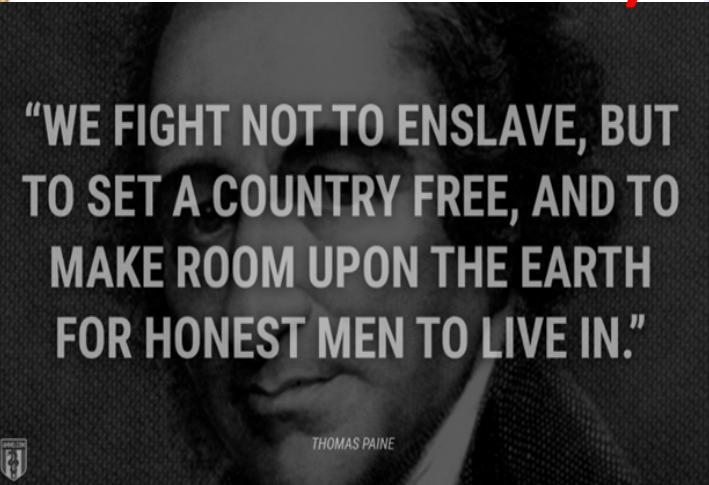 “WE FIGHT NOT TO ENSLAVE, BUT
TO SET A COUNTRY FREE, AND TO
MAKE ROOM UPON THE EARTH
FOR HONEST MEN TO LIVE IN.”
THOMAS PAINE